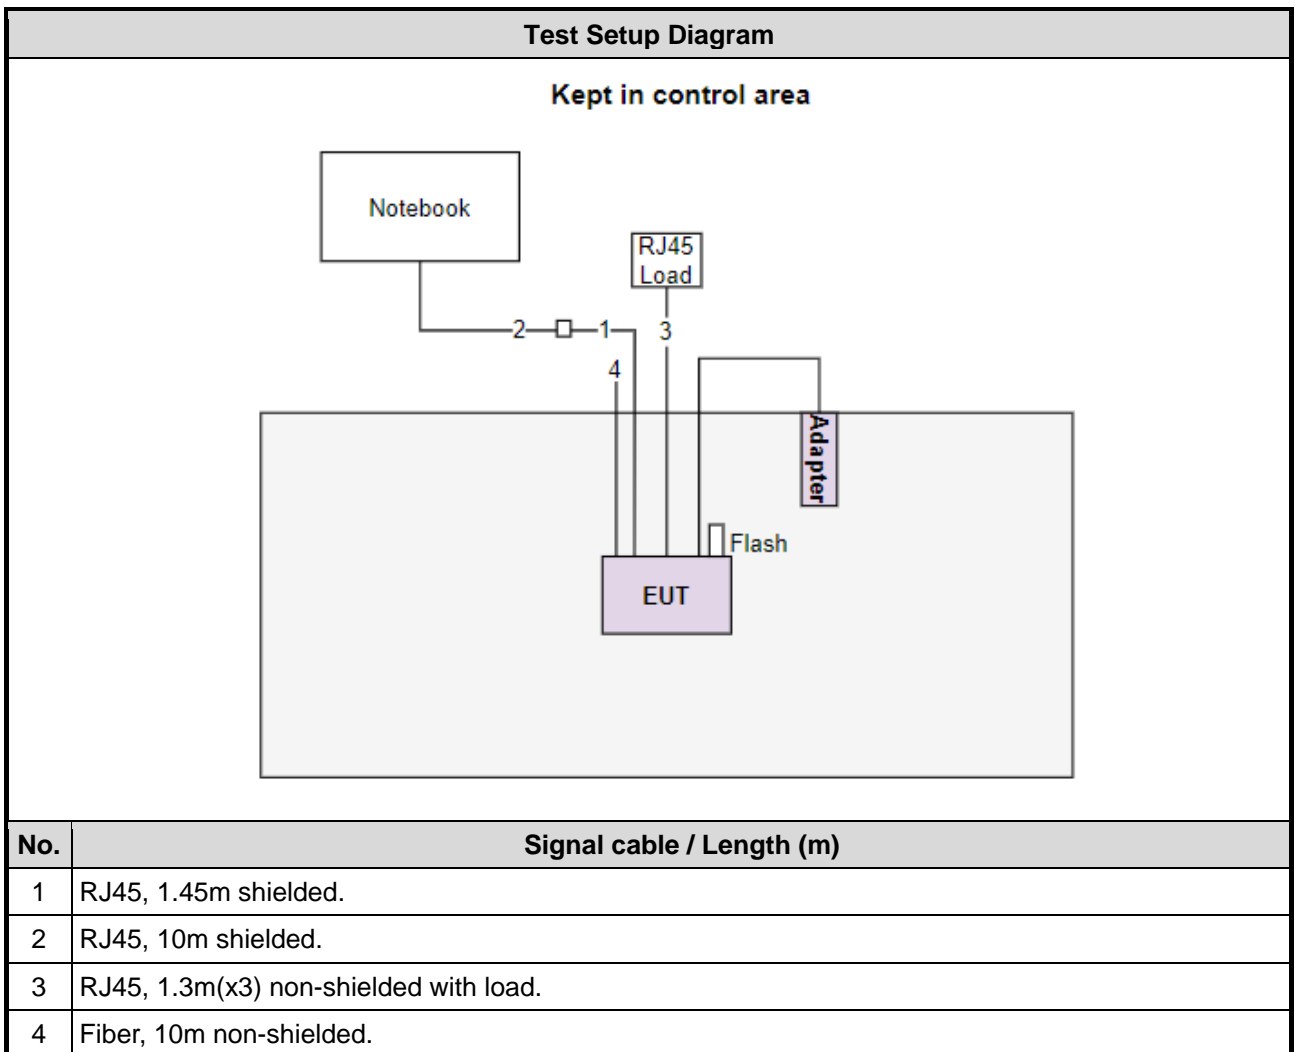 Test Setup Diagram
Kept in control area
Notebook
RJ45
Load
2
1
3
4
Adapter
Flash
EUT
No. Signal cable / Length (m)
1 RJ45, 1.45m shielded.
2 RJ45, 10m shielded.
3 RJ45, 1.3m(x3) non-shielded with load.
4 Fiber, 10m non-shielded.